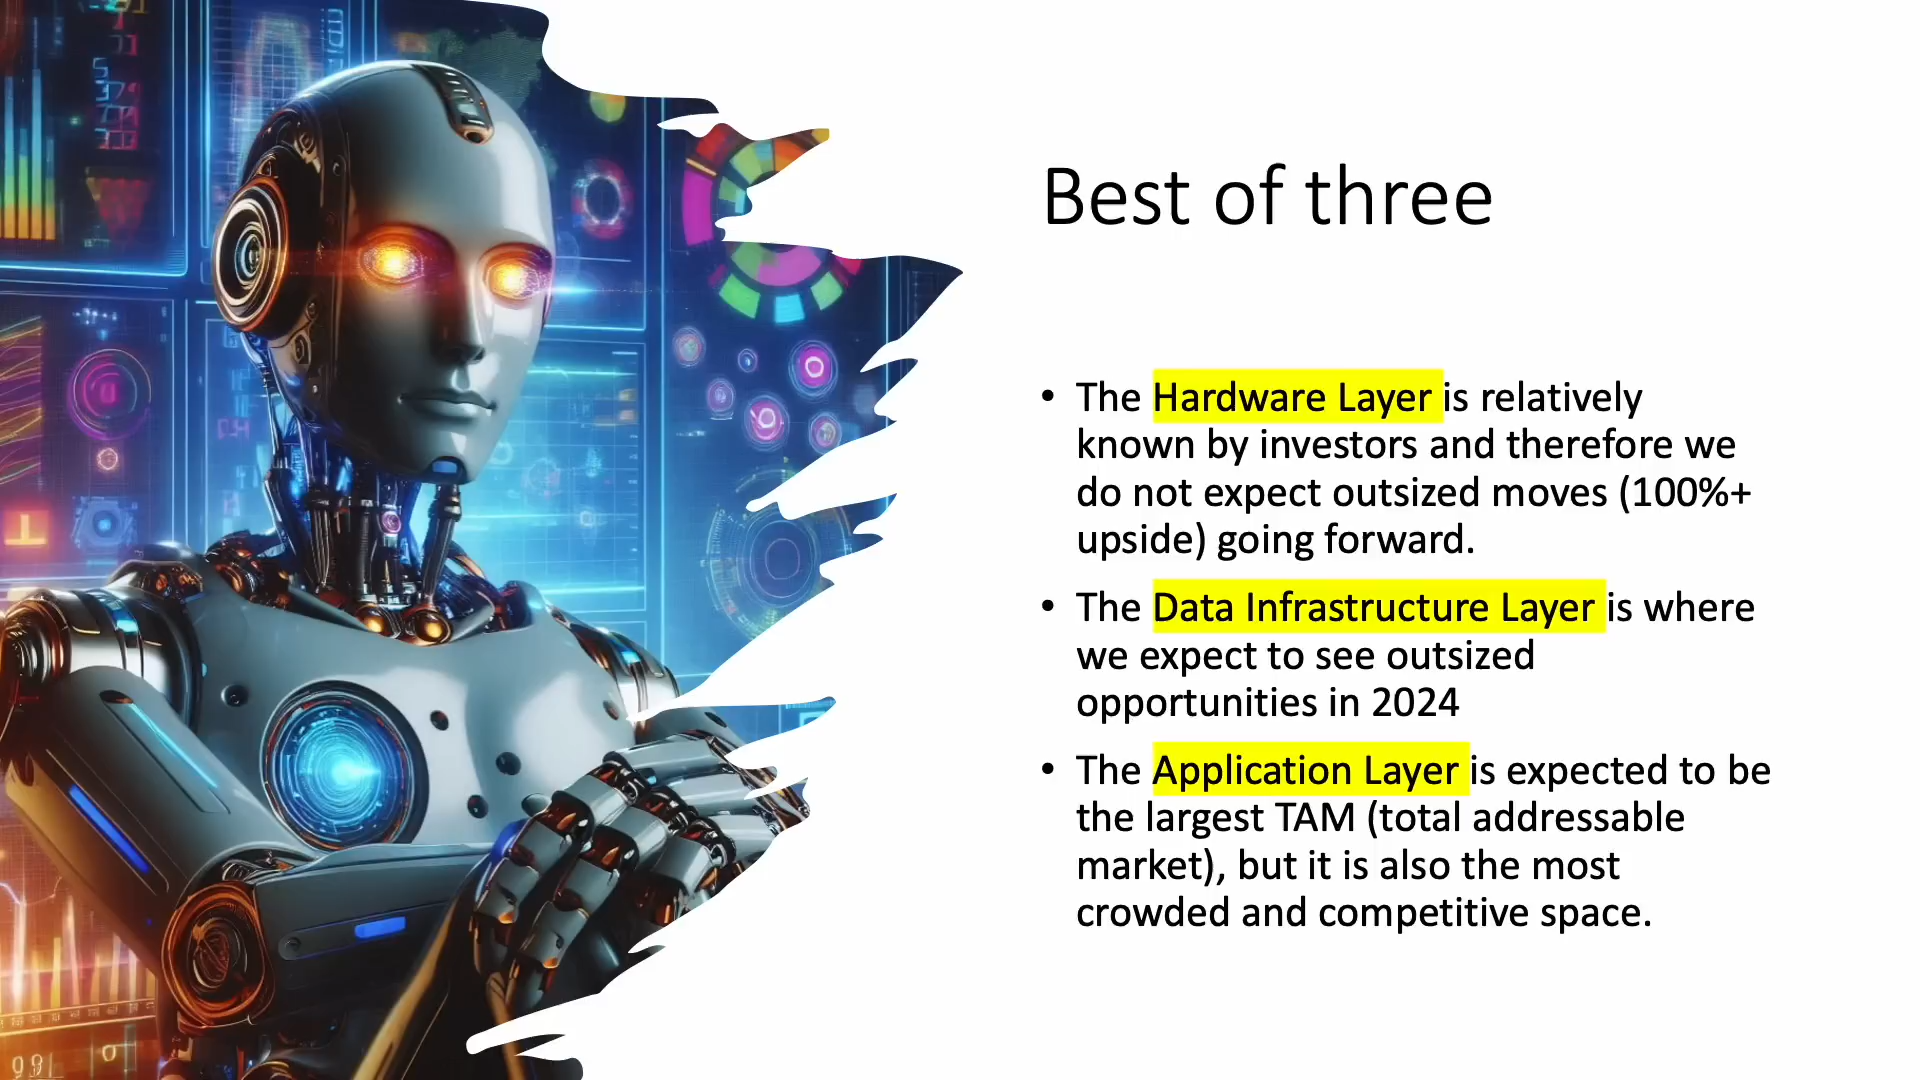 Best of three
• The Hardware Layer is relatively
known by investors and therefore we
do not expect outsized moves (100%+
upside) going forward.
• The Data Infrastructure Layer is where
we expect to see outsized
opportunities in 2024
• The Application Layer is expected to be
the largest TAM (total addressable
market), but it is also the most
crowded and competitive space.